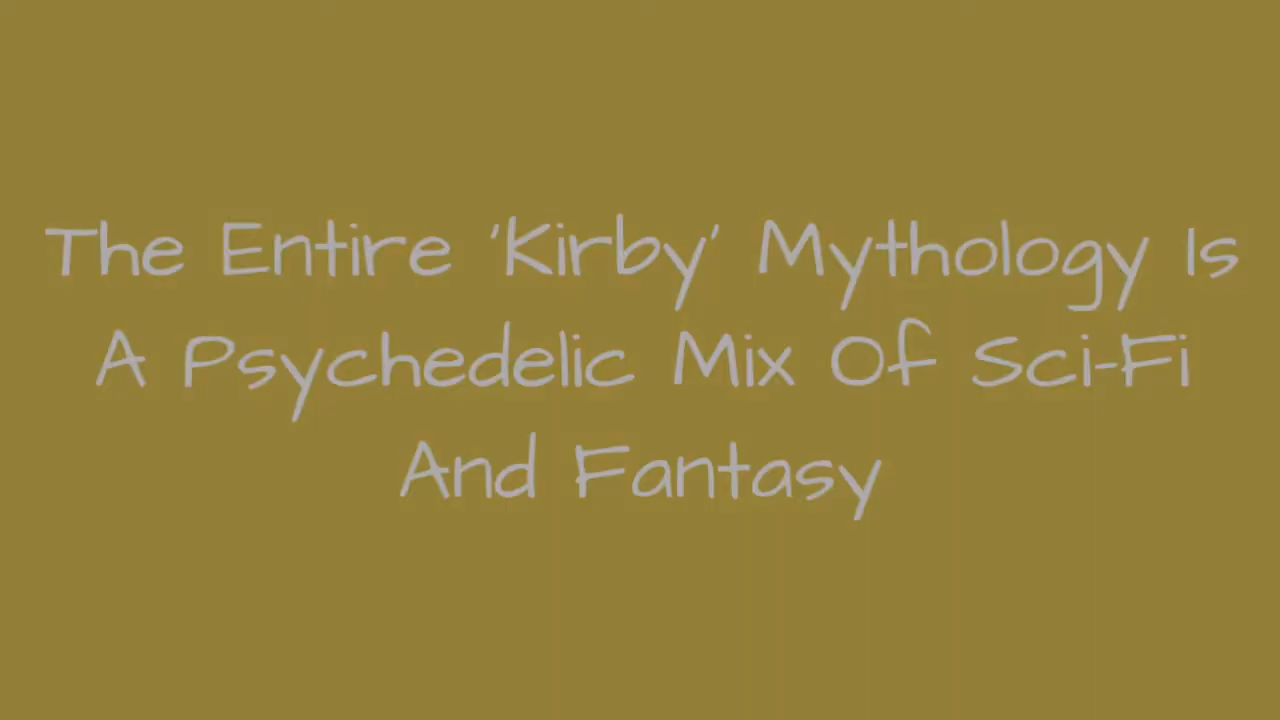 The Entire 'Kirby' Mythology Is
A Psychedelic Mix Of Sci-Fi
And Fantasy